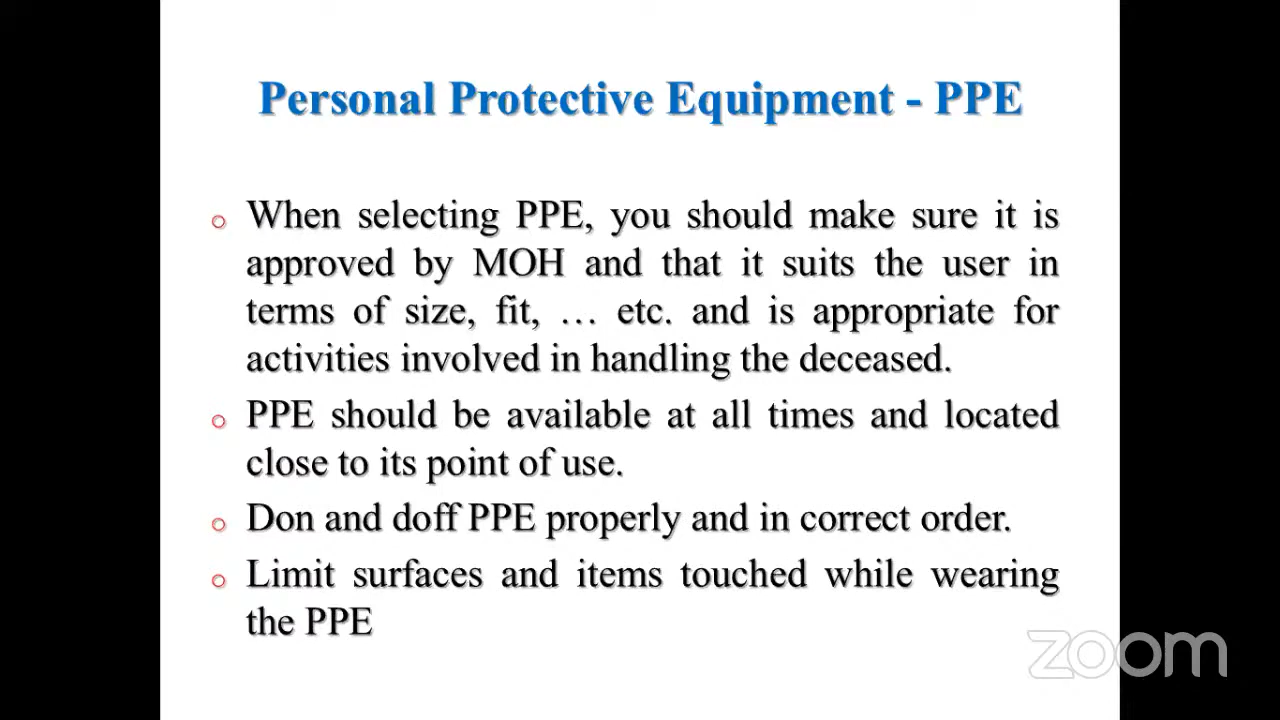 Personal Protective Equipment - PPE
o When selecting PPE, you should make sure it is
approved by MOH and that it suits the user in
terms of size, fit, … etc. and is appropriate for
activities involved in handling the deceased.
o PPE should be available at all times and located
close to its point of use.
o Don and doff PPE properly and in correct order.
o Limit surfaces and items touched while wearing
the PPE
zoom